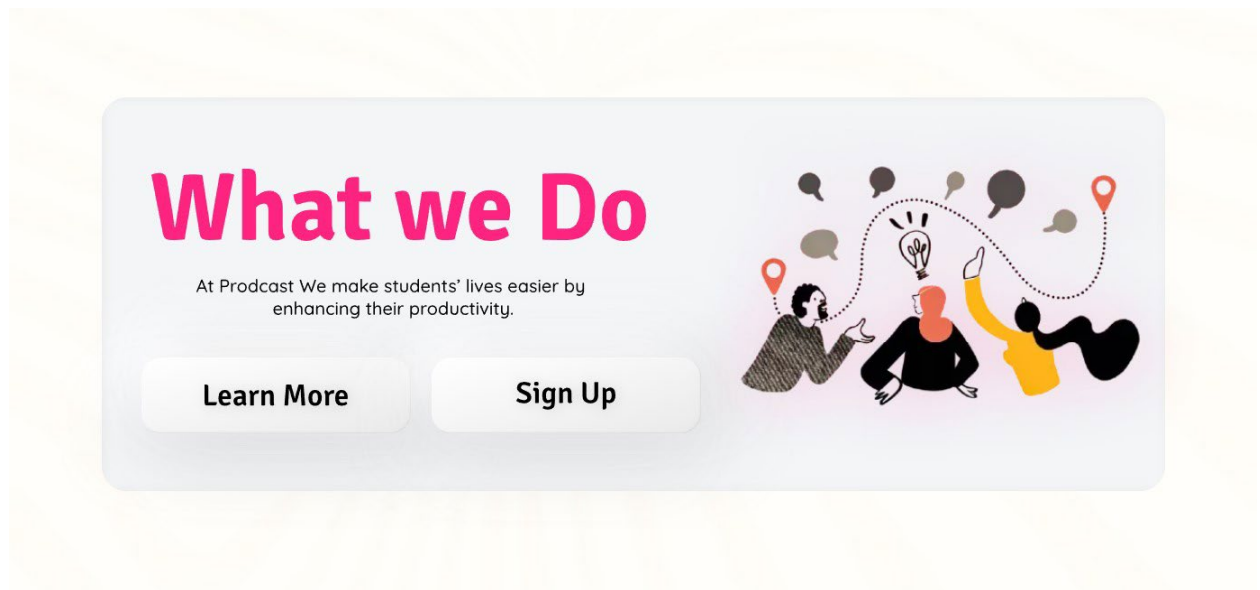 What we Do
At Prodcast We make students’ lives easier by
enhancing their productivity.
Learn More
Sign Up